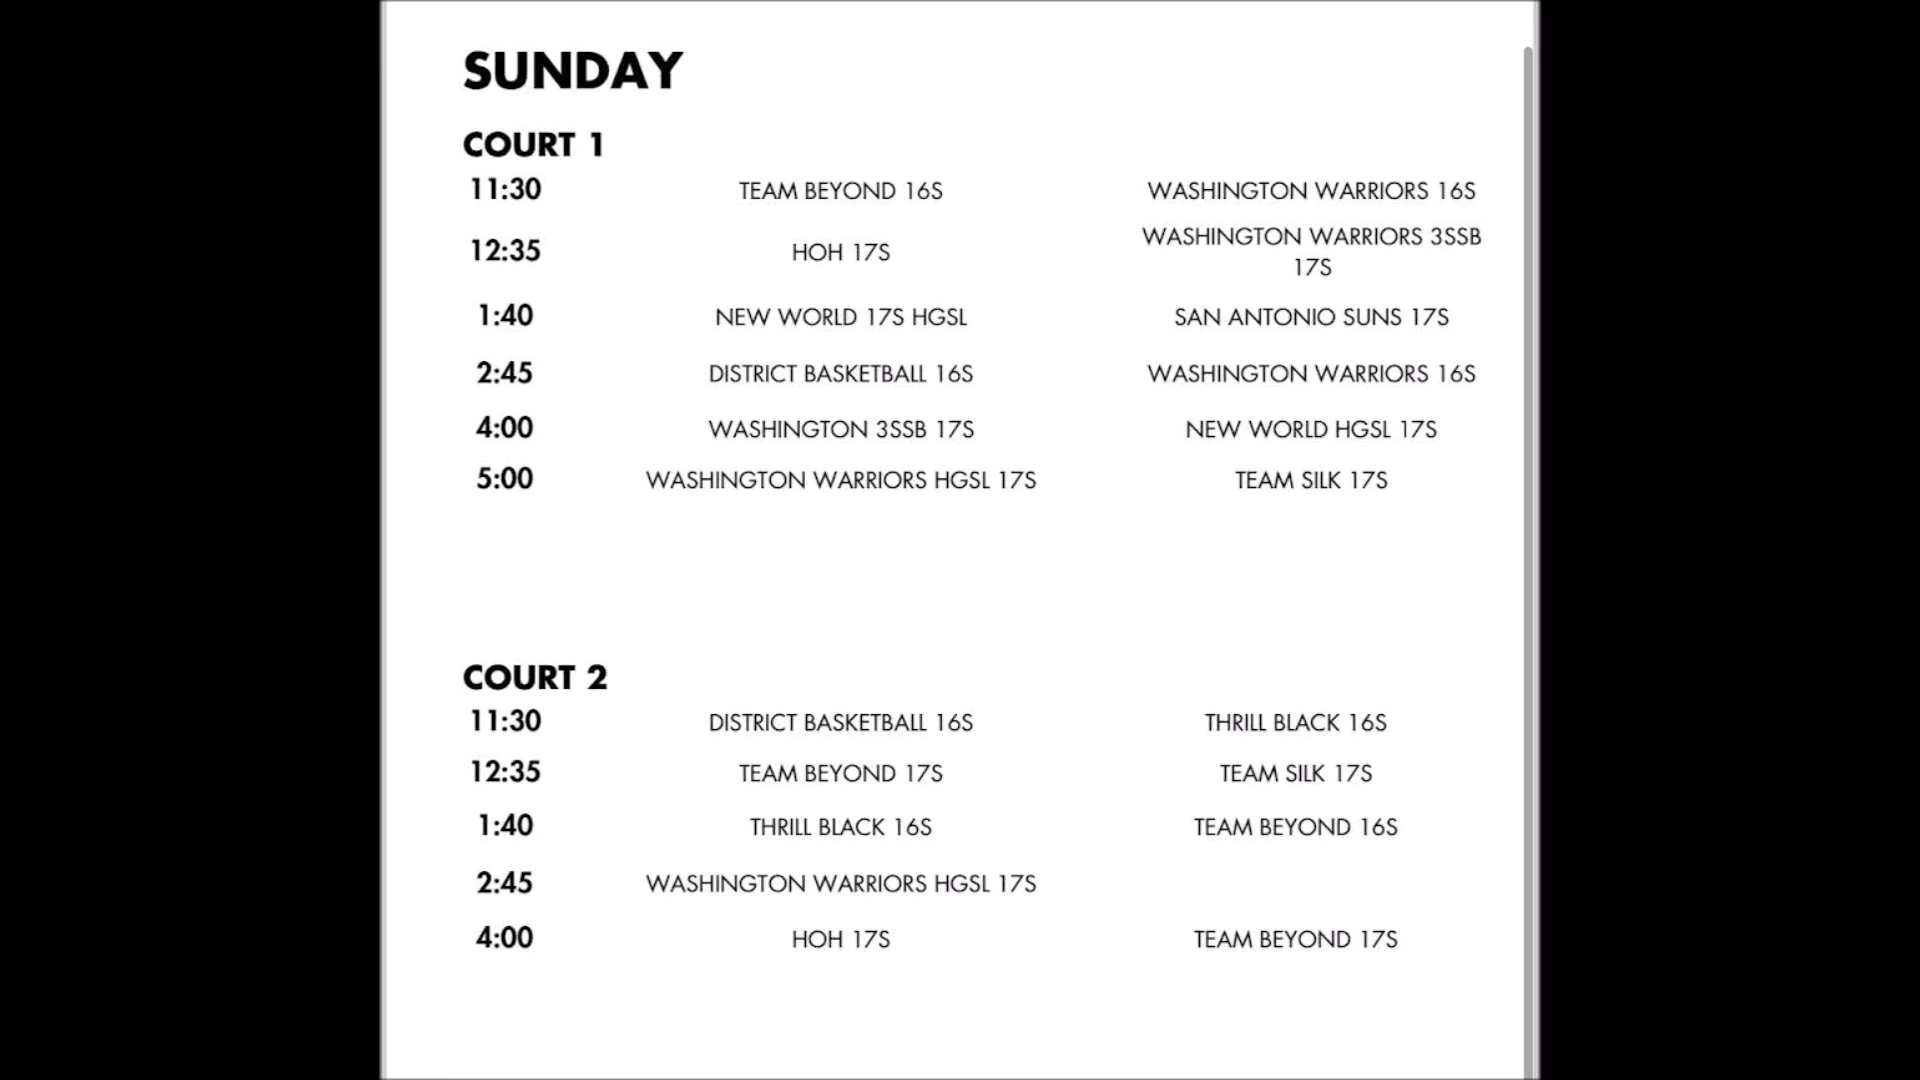 SUNDAY
COURT 1
11:30 TEAM BEYOND 16S WASHINGTON WARRIORS 16S
12:35 HOH 17S WASHINGTON WARRIORS 3SSB
17S
1:40 NEW WORLD 17S HGSL SAN ANTONIO SUNS 17S
2:45 DISTRICT BASKETBALL 16S WASHINGTON WARRIORS 16S
4:00 WASHINGTON 3SSB 17S NEW WORLD HGSL 17S
5:00 WASHINGTON WARRIORS HGSL 17S TEAM SILK 17S
COURT 2
11:30 DISTRICT BASKETBALL 16S THRILL BLACK 16S
12:35 TEAM BEYOND 17S TEAM SILK 17S
1:40 THRILL BLACK 16S TEAM BEYOND 16S
2:45 WASHINGTON WARRIORS HGSL 17S
4:00 HOH 17S TEAM BEYOND 17S